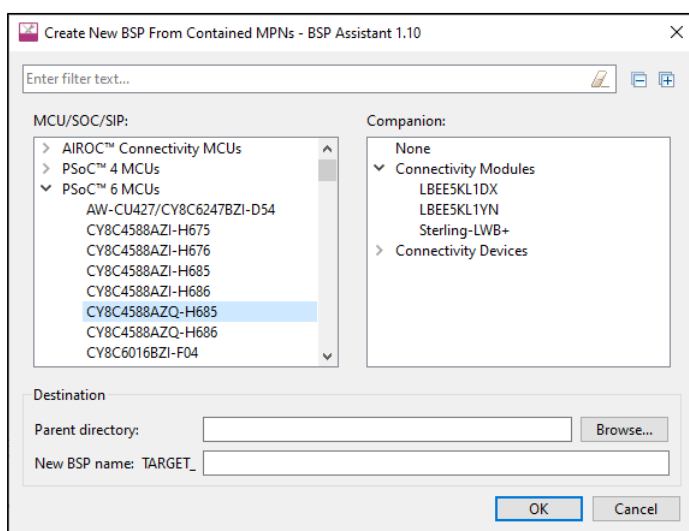 Create New BSP From Contained MPNs - BSP Assistant 1.10
Enter filter text...
MCU/SOC/SIP:
AIROC™ Connectivity MCUs
PSoC™ 4 MCUs
PSoC™ 6 MCUs
AW-CU427/CY8C6247BZI-D54
CY8C4588AZI-H675
CY8C4588AZI-H676
CY8C4588AZI-H685
CY8C4588AZI-H686
CY8C4588AZQ-H685
CY8C4588AZQ-H686
CY8C6016BZI-F04
Companion:
None
Connectivity Modules
LBEE5KL1DX
LBEE5KL1YN
Sterling-LWB+
Connectivity Devices
Destination
Parent directory:
Browse...
New BSP name: TARGET_
OK
Cancel